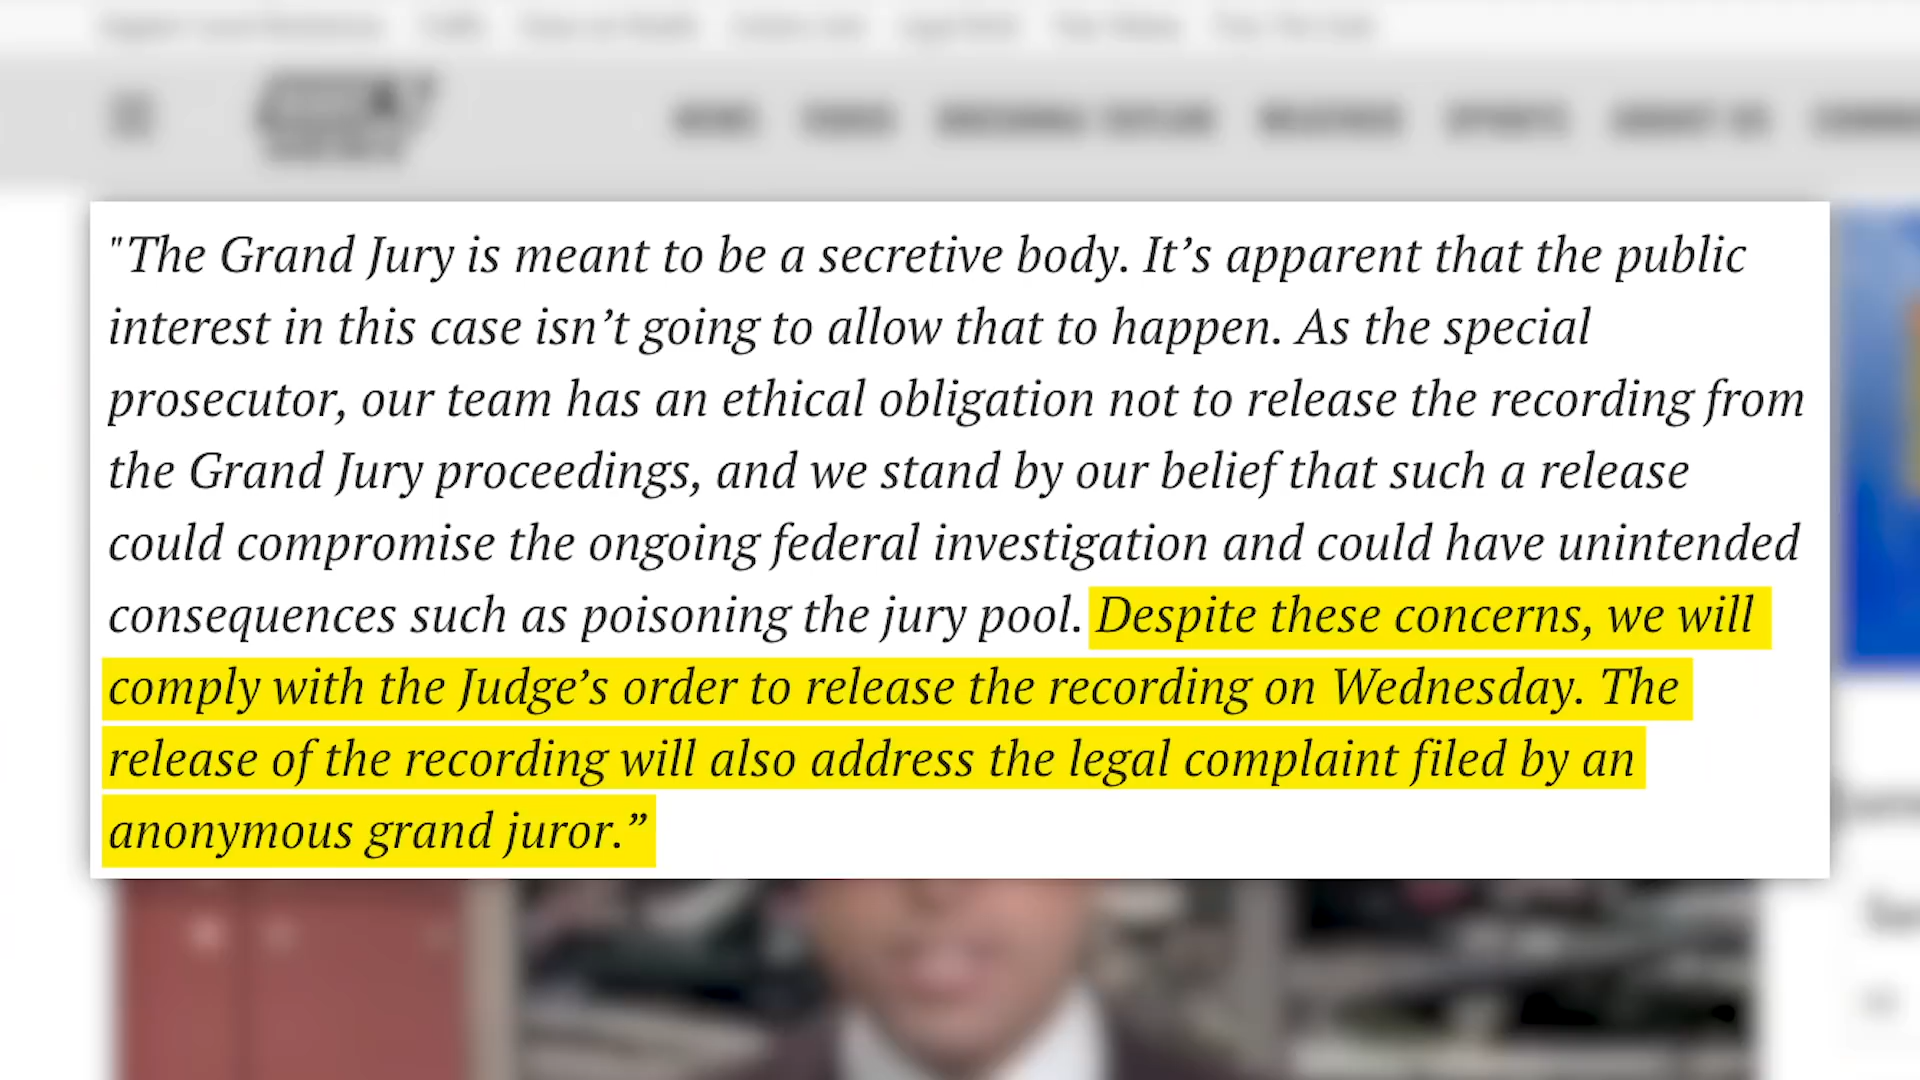 "The Grand Jury is meant to be a secretive body. It’s apparent that the public
interest in this case isn’t going to allow that to happen. As the special
prosecutor, our team has an ethical obligation not to release the recording from
the Grand Jury proceedings, and we stand by our belief that such a release
could compromise the ongoing federal investigation and could have unintended
consequences such as poisoning the jury pool. Despite these concerns, we will
comply with the Judge’s order to release the recording on Wednesday. The
release of the recording will also address the legal complaint filed by an
anonymous grand juror.”